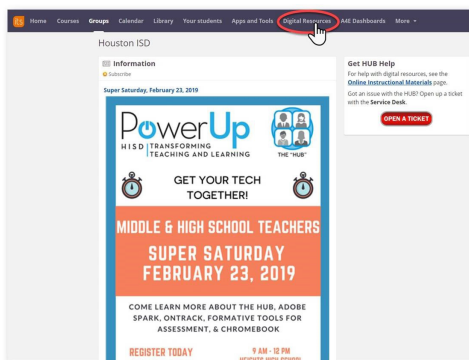 its Home Courses Groups Calendar Library Your students Apps and Tools Digital Resources A4E Dashboards More
Houston ISD
Information
Subscribe
Super Saturday, February 23, 2019
PowerUp
HISD TRANSFORMING
TEACHING AND LEARNING
THE "HUB"
GET YOUR TECH
TOGETHER!
MIDDLE & HIGH SCHOOL TEACHERS
SUPER SATURDAY
FEBRUARY 23, 2019
COME LEARN MORE ABOUT THE HUB, ADOBE
SPARK, ONTRACK, FORMATIVE TOOLS FOR
ASSESSMENT, & CHROMEBOOK
REGISTER TODAY
9 AM - 12 PM
HEIGHTS HIGH SCHOOL
Get HUB Help
For help with digital resources, see the
Online Instructional Materials page.
Got an issue with the HUB? Open up a ticket
with the Service Desk.
OPEN A TICKET